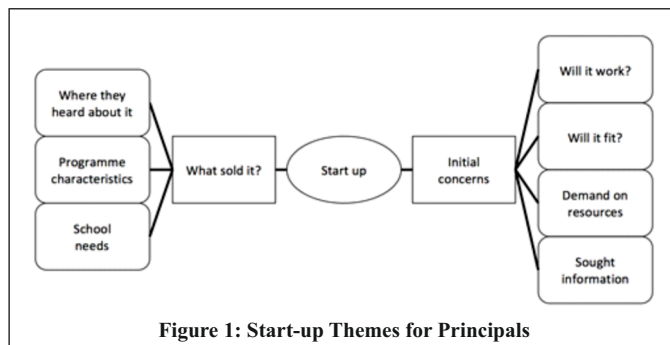 Where they
heard about it
Programme
characteristics
School
needs
What sold it?
Start up
Initial
concerns
Will it work?
Will it fit?
Demand on
resources
Sought
information
Figure 1: Start-up Themes for Principals